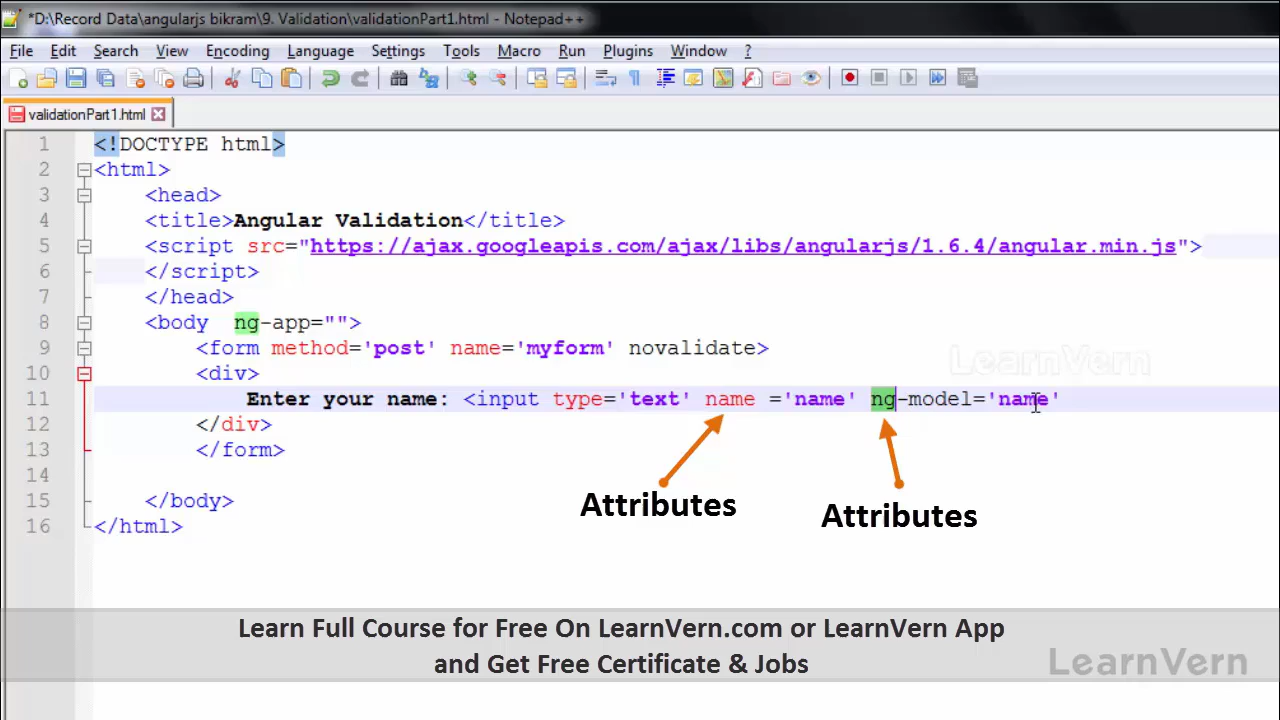 *D:\Record Data\angularjs bikram\9. Validation\validationPart1.html - Notepad++
File Edit Search View Encoding Language Settings Tools Macro Run Plugins Window ?
validationPart1.html
1 <!DOCTYPE html>
2 <html>
3 <head>
4 <title>Angular Validation</title>
5 <script src="https://ajax.googleapis.com/ajax/libs/angularjs/1.6.4/angular.min.js">
6 </script>
7 </head>
8 <body  ng-app="">
9 <form method='post' name='myform' novalidate>
LearnVern
10 <div>
11 Enter your name: <input type='text' name ='name' ng-model='name'
12 </div>
13 </form>
14
15 </body>
16 </html>
Attributes
Attributes
Learn Full Course for Free On LearnVern.com or LearnVern App
and Get Free Certificate & Jobs
LearnVern